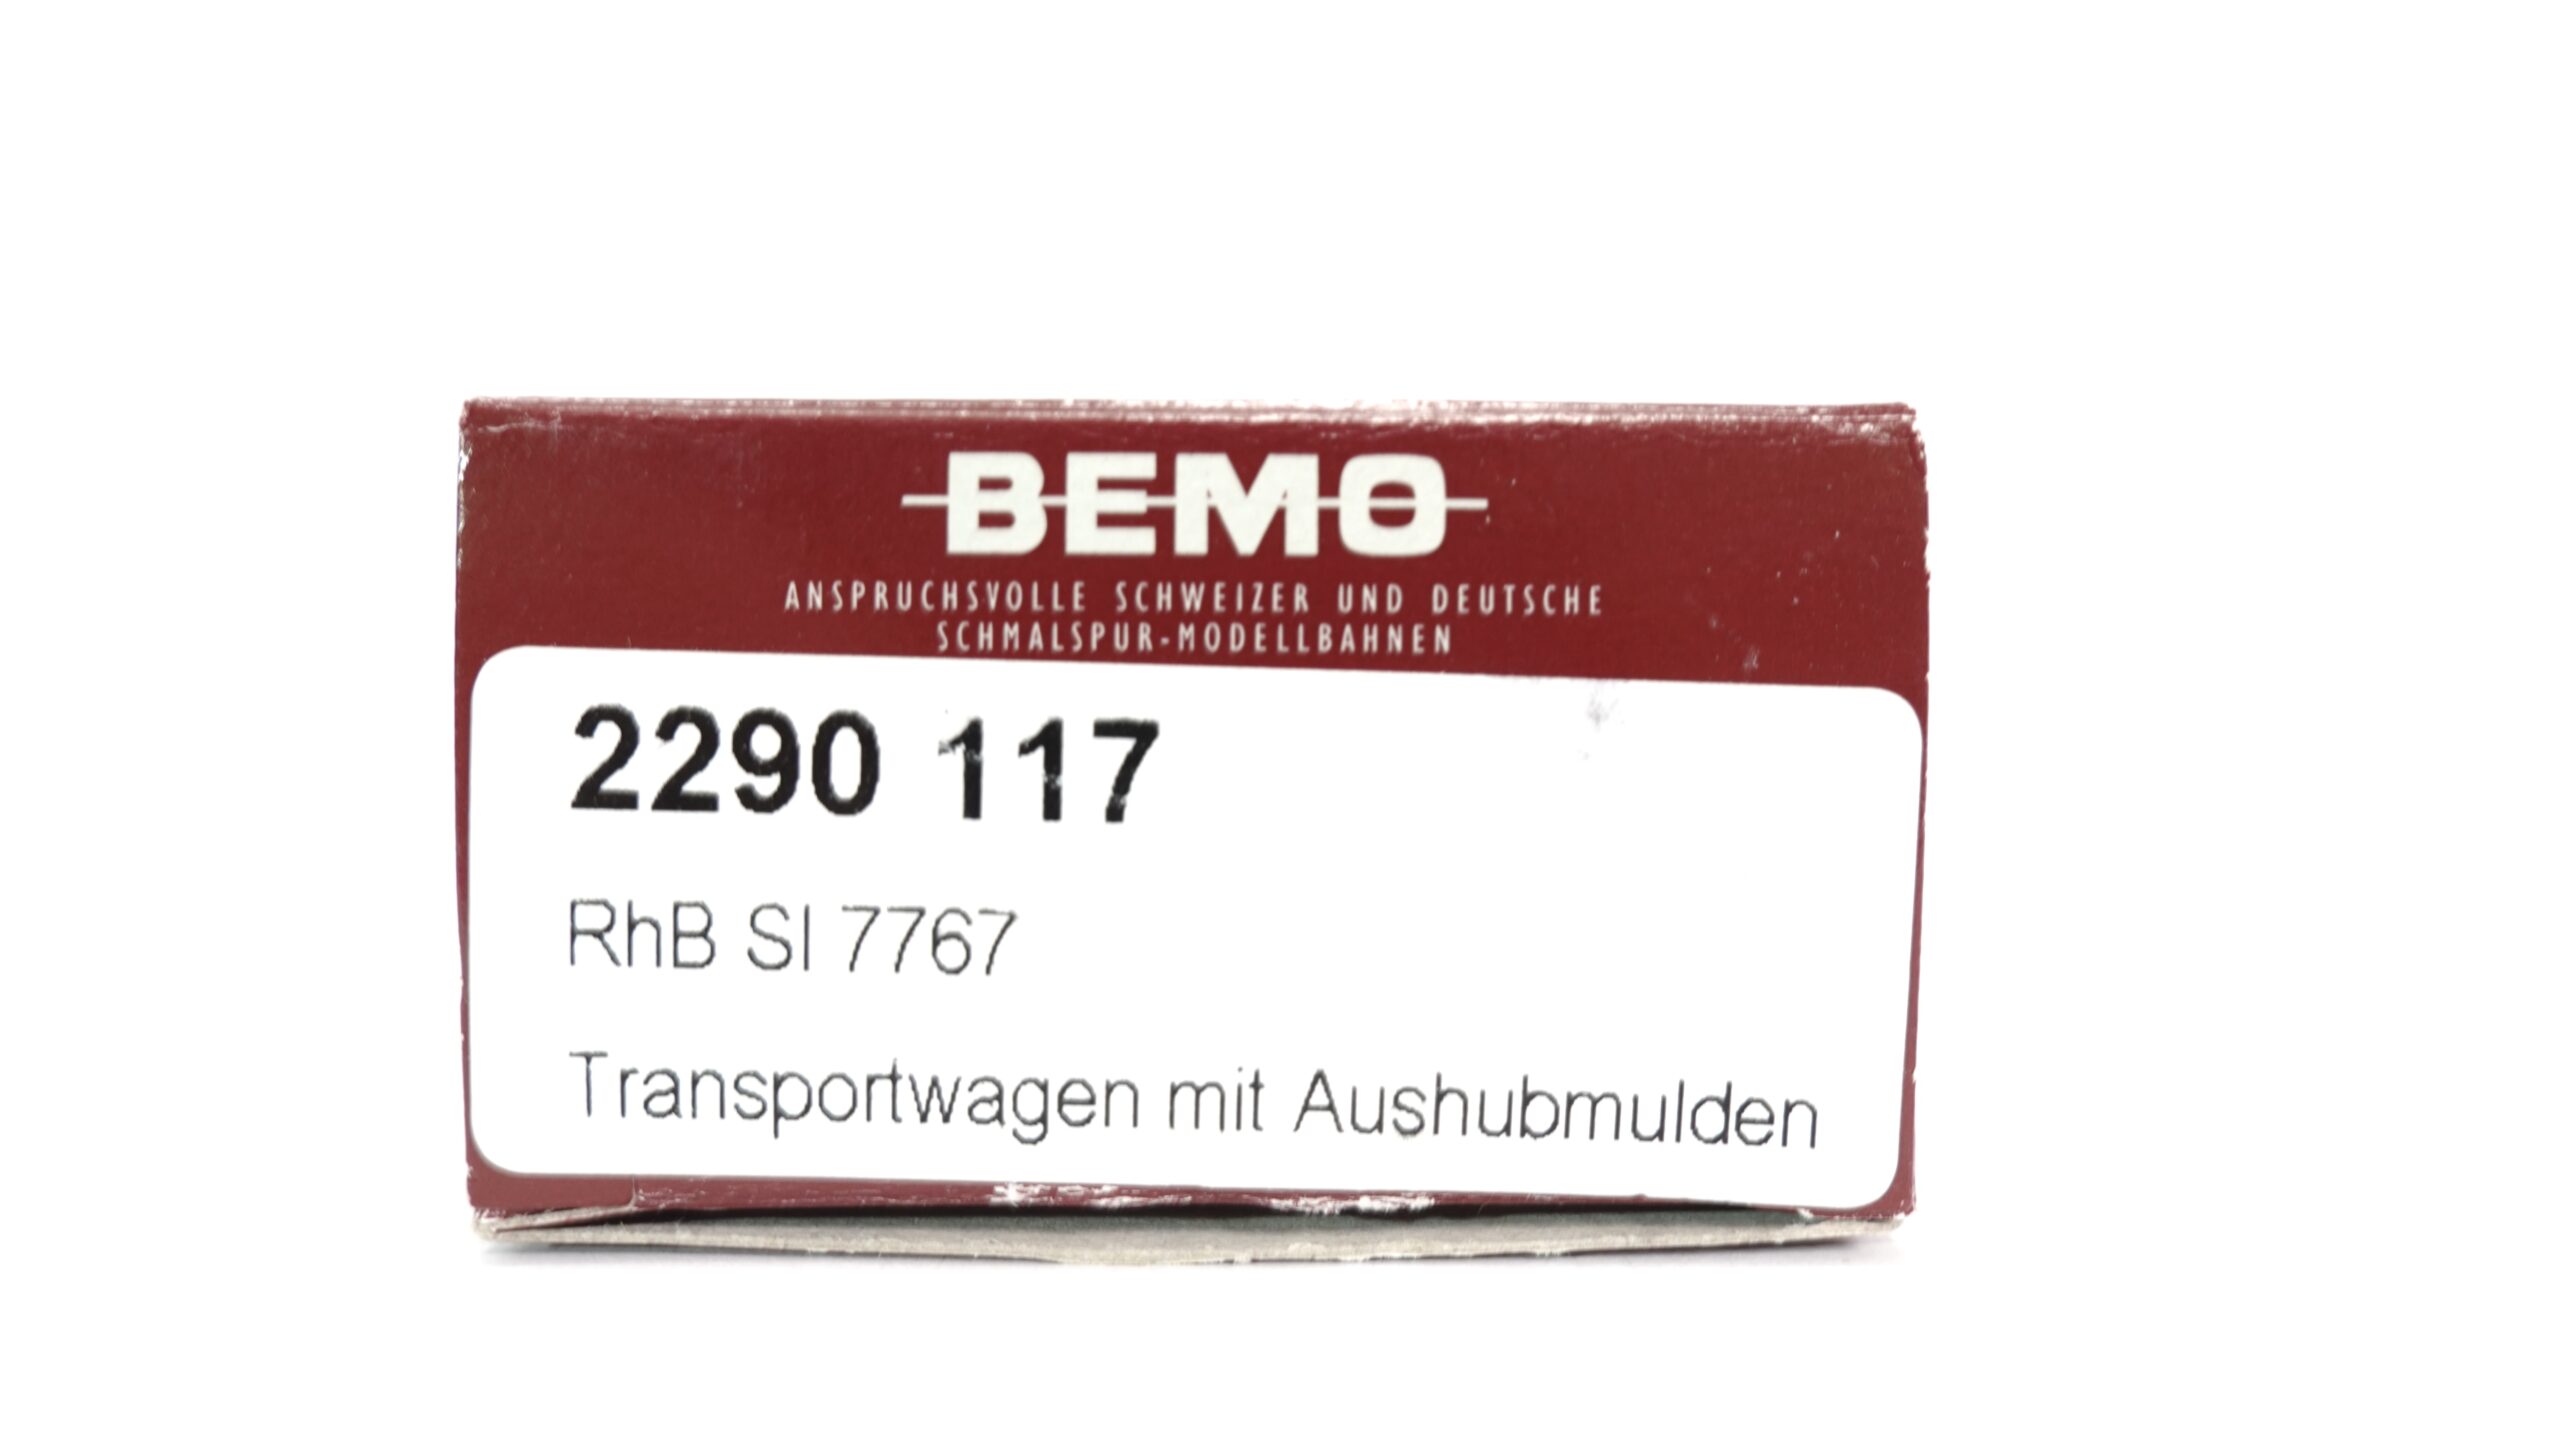 BEMO
ANSPRUCHSVOLLE SCHWEIZER UND DEUTSCHE
SCHMALSPUR-MODELLBAHNEN
2290 117
RhB Sl 7767
Transportwagen mit Aushubmulden